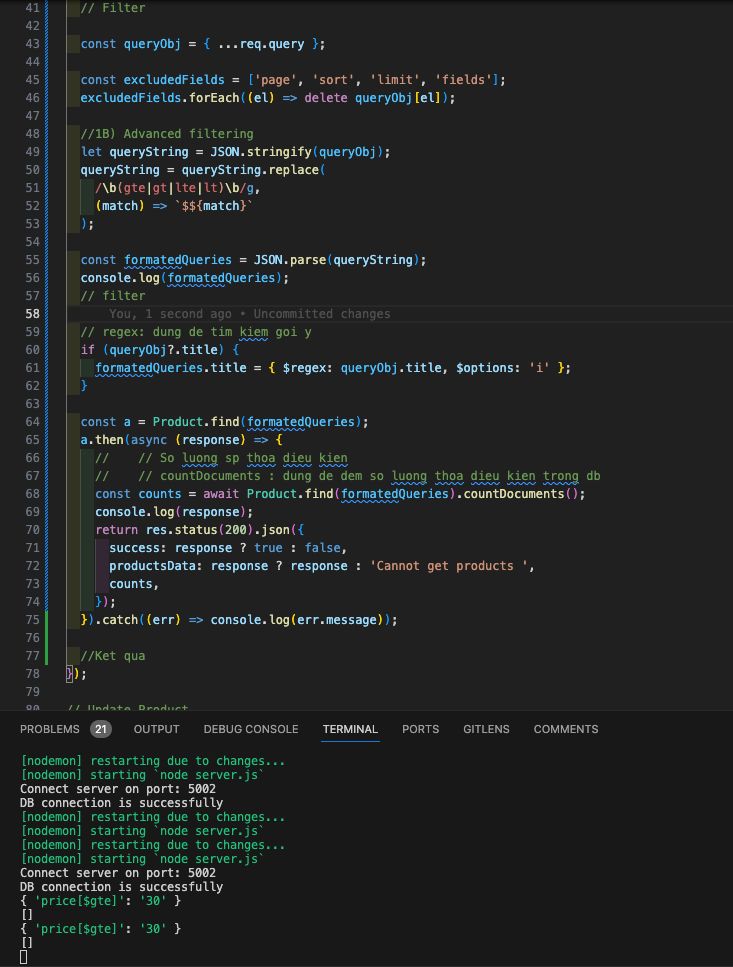 41 // Filter
42
43 const queryObj = { ...req.query };
44
45 const excludedFields = ['page', 'sort', 'limit', 'fields'];
46 excludedFields.forEach((el) => delete queryObj[el]);
47
48 //1B) Advanced filtering
49 let queryString = JSON.stringify(queryObj);
50 queryString = queryString.replace(
51 /\b(gte|gt|lte|lt)\b/g,
52 (match) => `$${match}`
53 );
54
55 const formatedQueries = JSON.parse(queryString);
56 console.log(formatedQueries);
57 // filter
58 You, 1 second ago • Uncommitted changes
59 // regex: dung de tim kiem goi y
60 if (queryObj?.title) {
61 formatedQueries.title = { $regex: queryObj.title, $options: 'i' };
62 }
63
64 const a = Product.find(formatedQueries);
65 a.then(async (response) => {
66 // // So luong sp thoa dieu kien
67 // // countDocuments : dung de dem so luong thoa dieu kien trong db
68 const counts = await Product.find(formatedQueries).countDocuments();
69 console.log(response);
70 return res.status(200).json({
71 success: response ? true : false,
72 productsData: response ? response : 'Cannot get products ',
73 counts,
74 });
75 }).catch((err) => console.log(err.message));
76
77 //Ket qua
78 });
79
80 // Update Product
PROBLEMS 21 OUTPUT DEBUG CONSOLE TERMINAL PORTS GITLENS COMMENTS
[nodemon] restarting due to changes...
[nodemon] starting `node server.js`
Connect server on port: 5002
DB connection is successfully
[nodemon] restarting due to changes...
[nodemon] starting `node server.js`
[nodemon] restarting due to changes...
[nodemon] starting `node server.js`
Connect server on port: 5002
DB connection is successfully
{ 'price[$gte]': '30' }
[]
{ 'price[$gte]': '30' }
[]